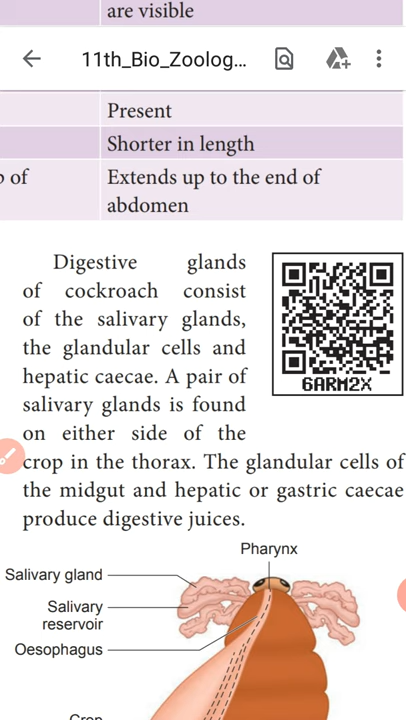 are visible
11th_Bio_Zoolog...
Present
Shorter in length
p of
Extends up to the end of
abdomen
Digestive glands
of cockroach consist
of the salivary glands,
the glandular cells and
hepatic caecae. A pair of
salivary glands is found
on either side of the
crop in the thorax. The glandular cells of
the midgut and hepatic or gastric caecae
produce digestive juices.
6ARM2X
Pharynx
Salivary gland
Salivary
reservoir
Oesophagus
Crop